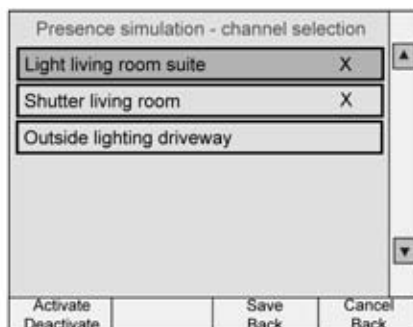 Presence simulation - channel selection
Light living room suite X
Shutter living room X
Outside lighting driveway
Activate Save Cancel
Deactivate Back Back